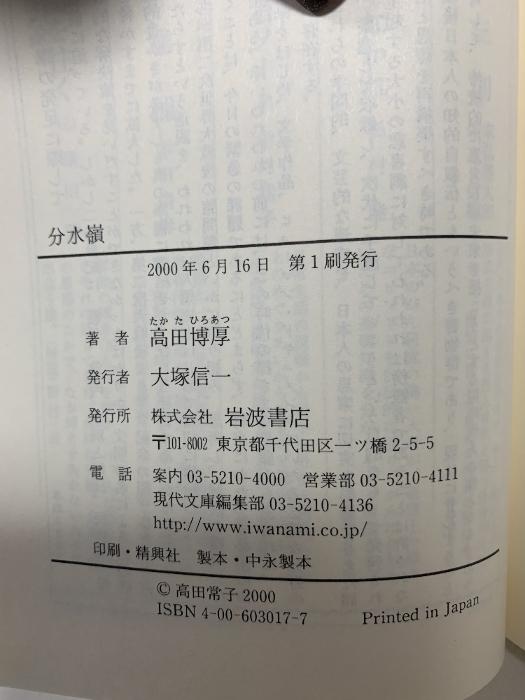 分水嶺
2000年6月16日　第1刷発行
たか た ひろあつ
著　者　高田博厚
発行者　大塚信一
発行所　株式会社　岩波書店
〒101-8002　東京都千代田区一ツ橋2-5-5
電　話　案内 03-5210-4000　営業部 03-5210-4111
現代文庫編集部 03-5210-4136
http://www.iwanami.co.jp/
印刷・精興社　製本・中永製本
© 高田常子 2000
ISBN 4-00-603017-7　Printed in Japan